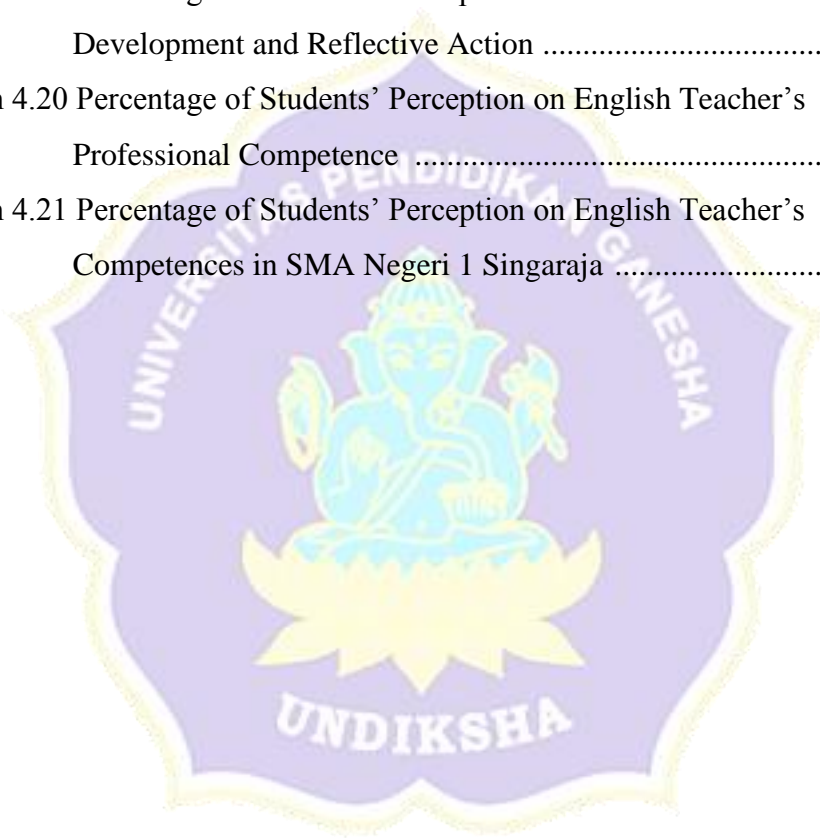 Development and Reflective Action ..............................
4.20 Percentage of Students’ Perception on English Teacher’s
Professional Competence ............................................
4.21 Percentage of Students’ Perception on English Teacher’s
Competences in SMA Negeri 1 Singaraja .........................
UNIVERSITAS PENDIDIKAN GANESHA
UNDIKSHA